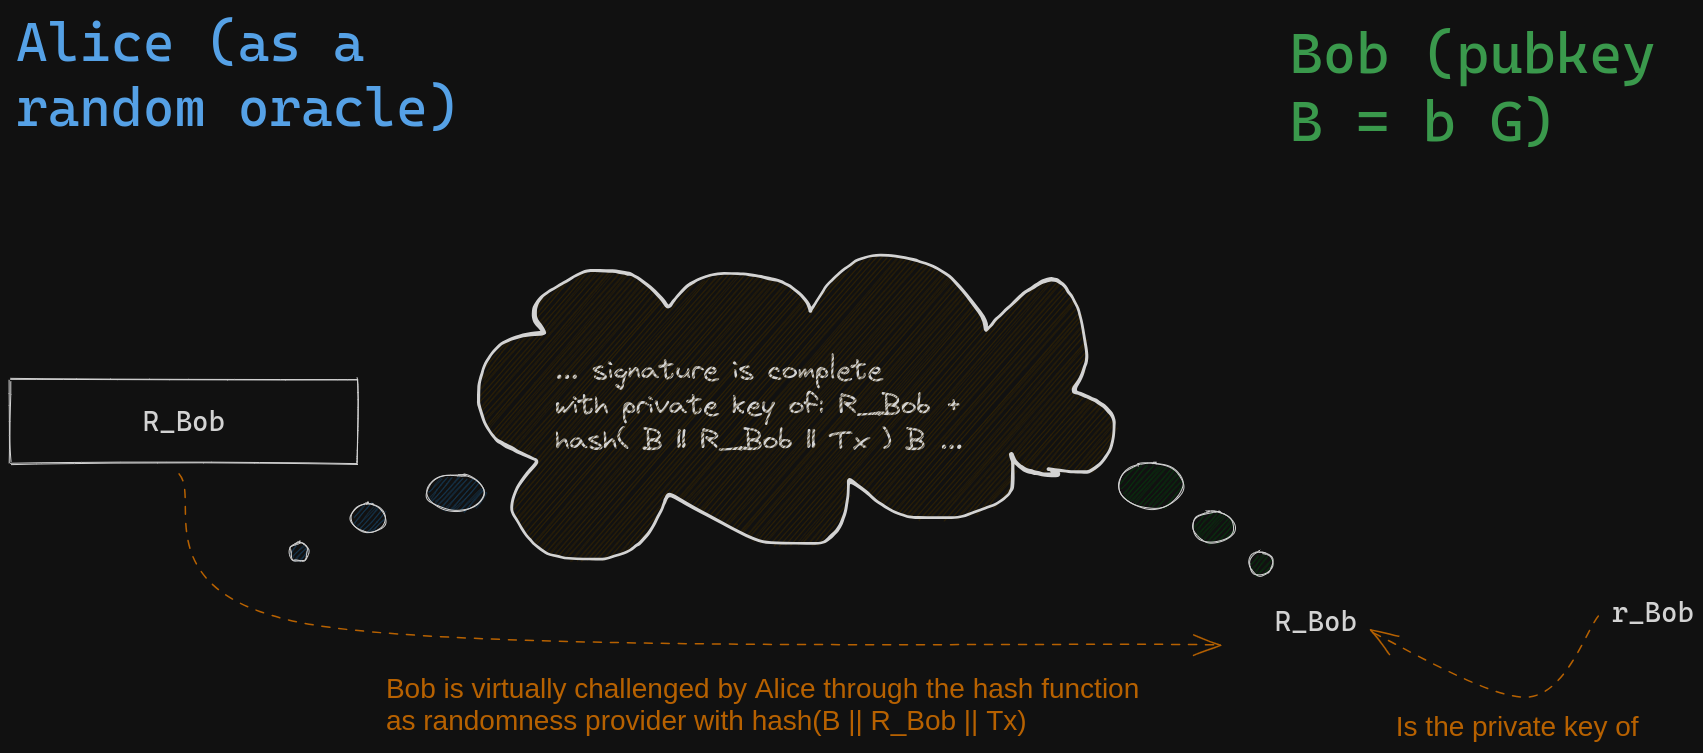 Alice (as a
random oracle)
Bob (pubkey
B = b G)
... signature is complete
with private key of: R_Bob +
hash( B || R_Bob || Tx ) B ...
R_Bob
R_Bob
r_Bob
Bob is virtually challenged by Alice through the hash function
as randomness provider with hash(B || R_Bob || Tx)
Is the private key of